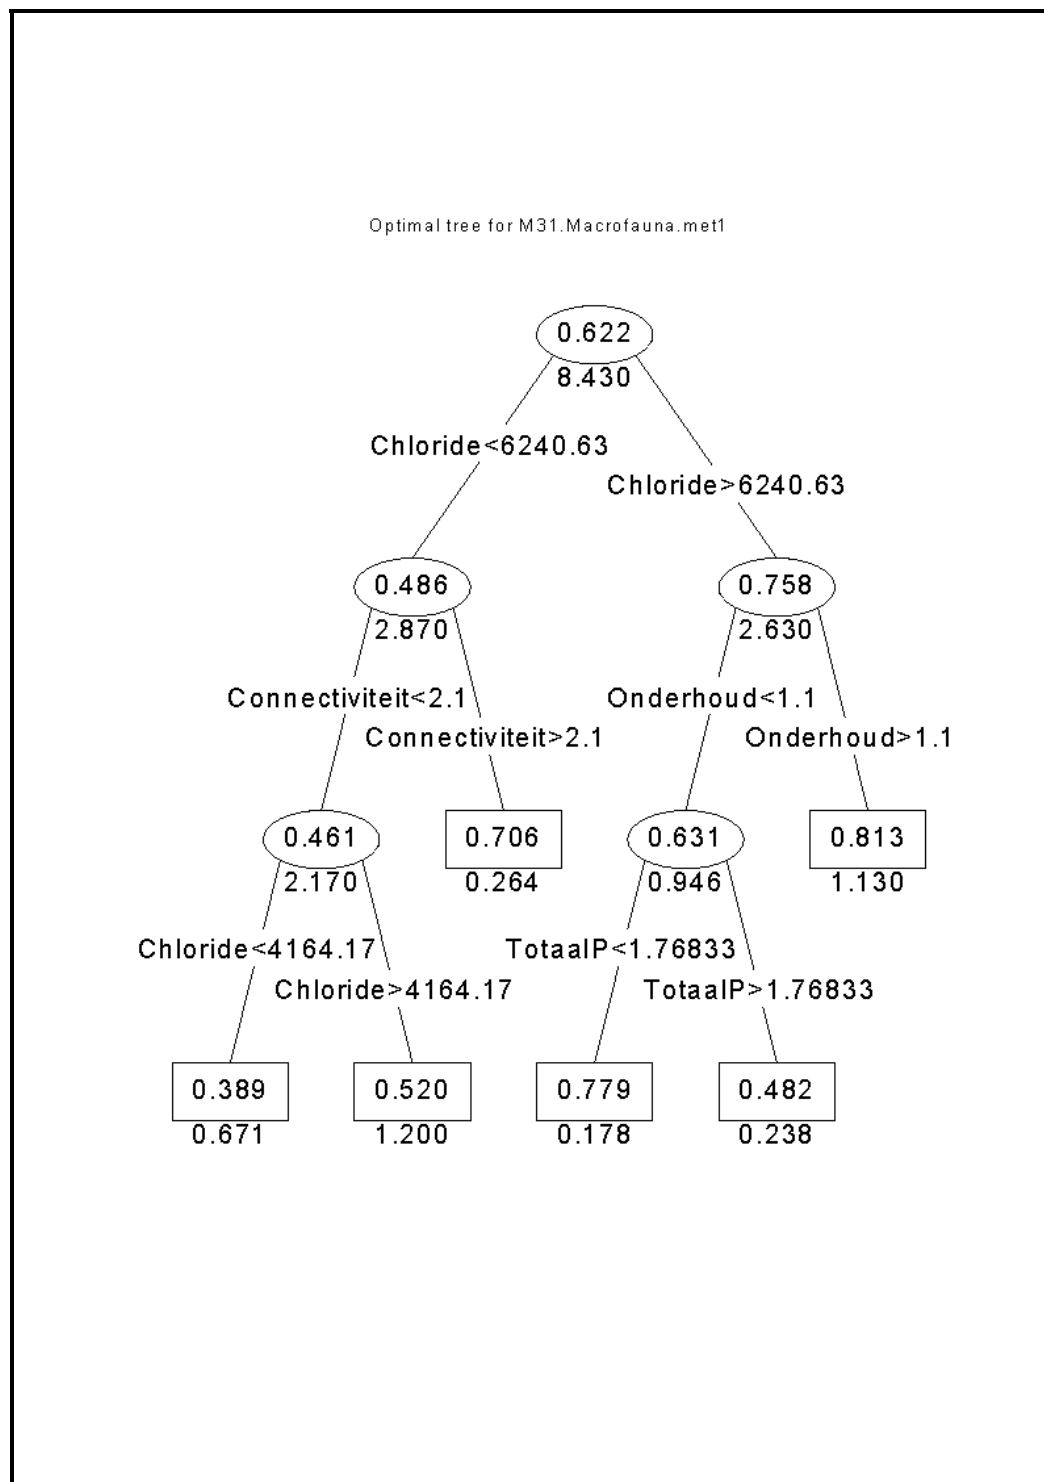 Optimal tree for M31.Macrofauna.met1
0.622
8.430
Chloride<6240.63
Chloride>6240.63
0.486
2.870
0.758
2.630
Connectiviteit<2.1
Connectiviteit>2.1
Onderhoud<1.1
Onderhoud>1.1
0.461
2.170
0.706
0.264
0.631
0.946
0.813
1.130
Chloride<4164.17
Chloride>4164.17
TotaalP<1.76833
TotaalP>1.76833
0.389
0.671
0.520
1.200
0.779
0.178
0.482
0.238